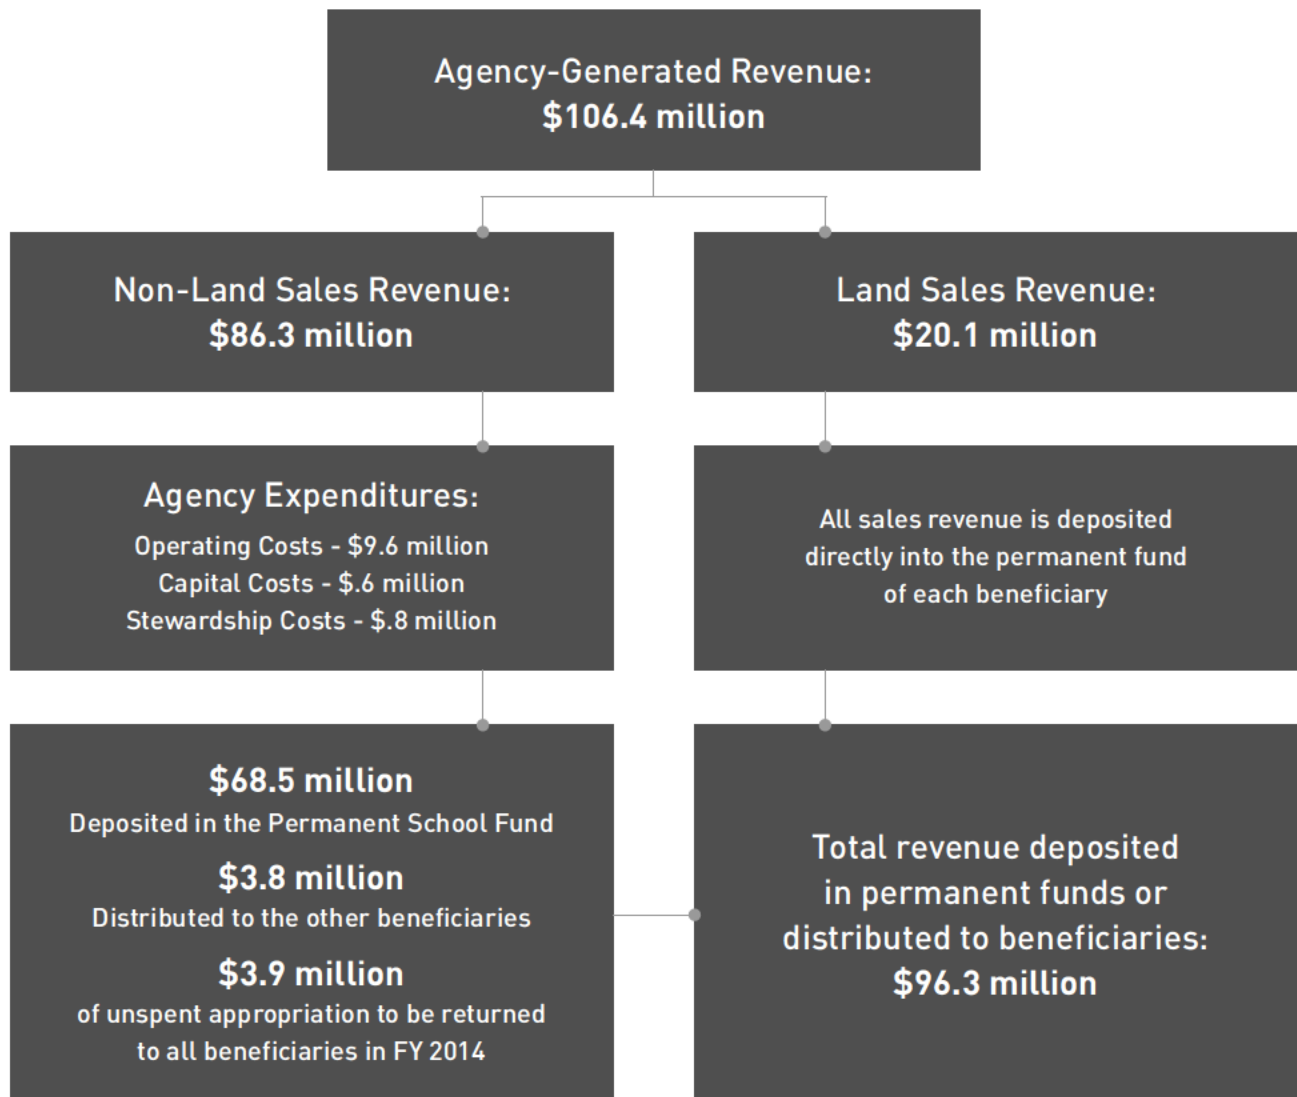 Agency-Generated Revenue:
$106.4 million
Non-Land Sales Revenue:
$86.3 million
Land Sales Revenue:
$20.1 million
Agency Expenditures:
Operating Costs - $9.6 million
Capital Costs - $.6 million
Stewardship Costs - $.8 million
All sales revenue is deposited
directly into the permanent fund
of each beneficiary
$68.5 million
Deposited in the Permanent School Fund
$3.8 million
Distributed to the other beneficiaries
$3.9 million
of unspent appropriation to be returned
to all beneficiaries in FY 2014
Total revenue deposited
in permanent funds or
distributed to beneficiaries:
$96.3 million